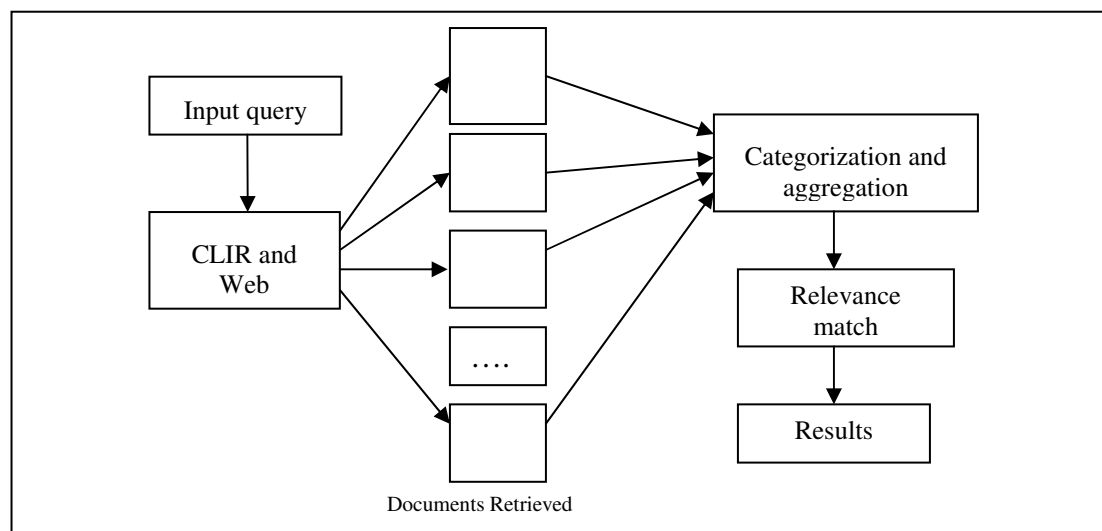 Input query
CLIR and
Web
….
Documents Retrieved
Categorization and
aggregation
Relevance
match
Results